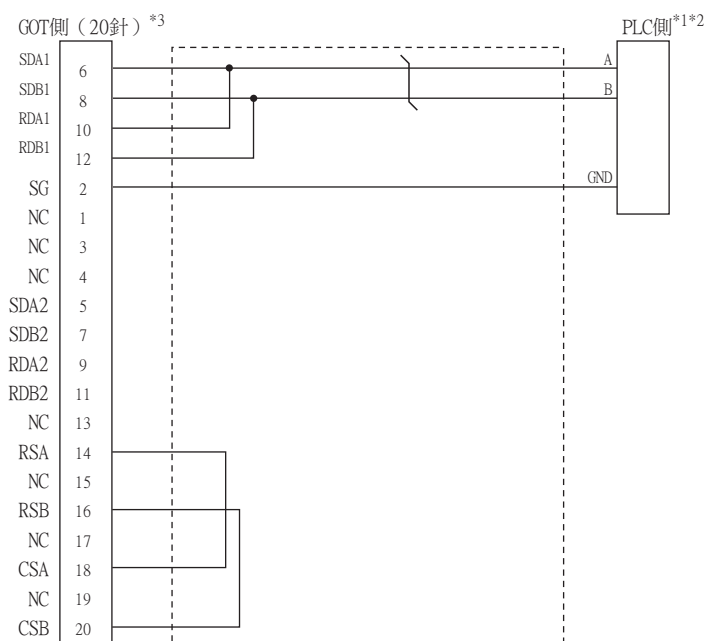 GOT側（20針）*3 PLC側*1*2
SDA1 6 A
SDB1 8 B
RDA1 10
RDB1 12
SG 2 GND
NC 1
NC 3
NC 4
SDA2 5
SDB2 7
RDA2 9
RDB2 11
NC 13
RSA 14
NC 15
RSB 16
NC 17
CSA 18
NC 19
CSB 20